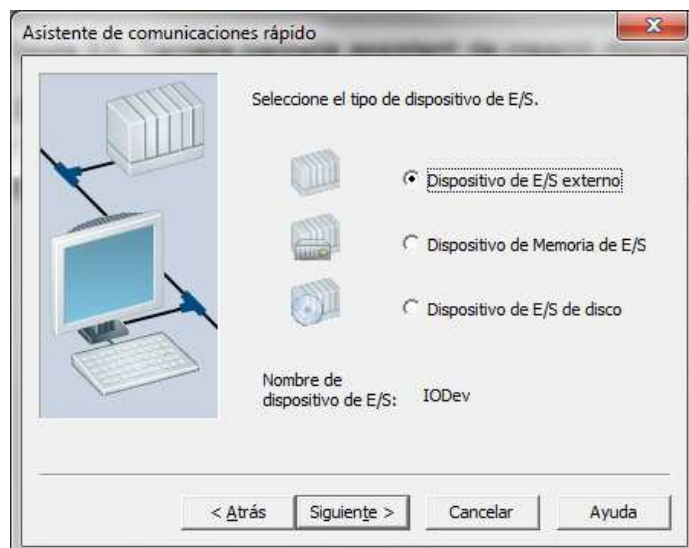 Asistente de comunicaciones rápido
Seleccione el tipo de dispositivo de E/S.
Dispositivo de E/S externo
Dispositivo de Memoria de E/S
Dispositivo de E/S de disco
Nombre de
dispositivo de E/S: IODev
< Atrás Siguiente > Cancelar Ayuda